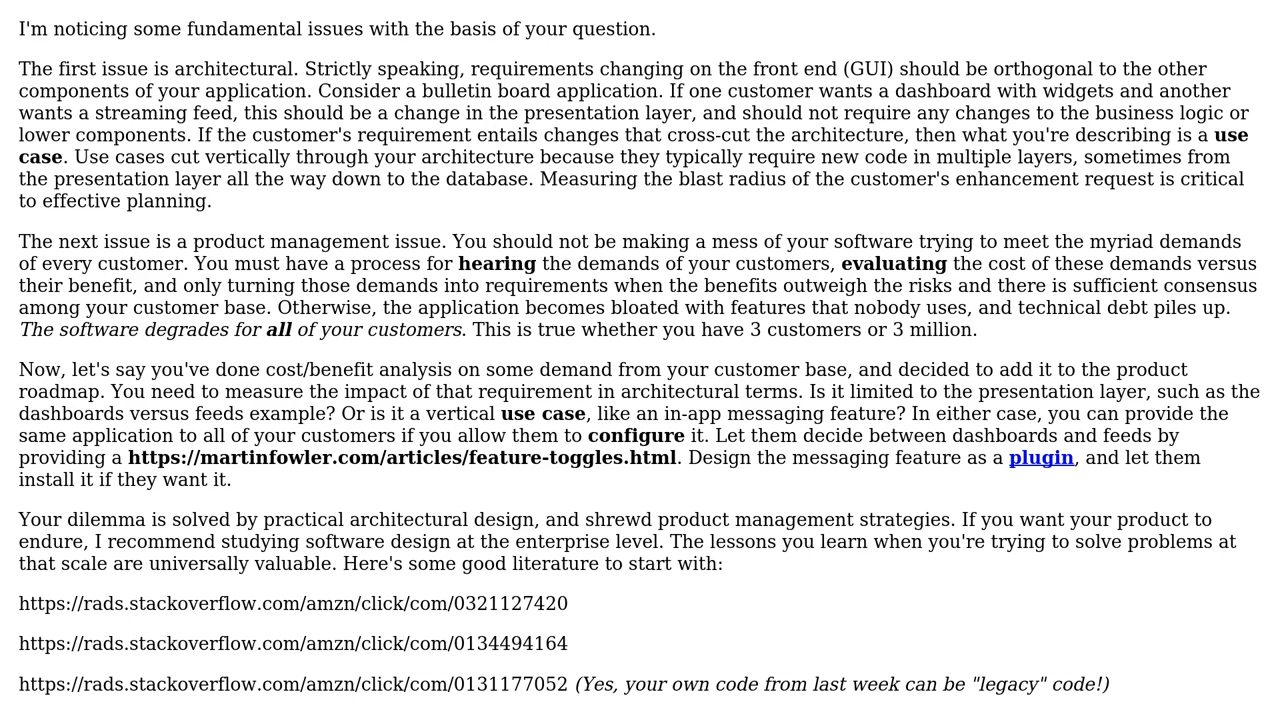 I'm noticing some fundamental issues with the basis of your question.
The first issue is architectural. Strictly speaking, requirements changing on the front end (GUI) should be orthogonal to the other
components of your application. Consider a bulletin board application. If one customer wants a dashboard with widgets and another
wants a streaming feed, this should be a change in the presentation layer, and should not require any changes to the business logic or
lower components. If the customer's requirement entails changes that cross-cut the architecture, then what you're describing is a use
case. Use cases cut vertically through your architecture because they typically require new code in multiple layers, sometimes from
the presentation layer all the way down to the database. Measuring the blast radius of the customer's enhancement request is critical
to effective planning.
The next issue is a product management issue. You should not be making a mess of your software trying to meet the myriad demands
of every customer. You must have a process for hearing the demands of your customers, evaluating the cost of these demands versus
their benefit, and only turning those demands into requirements when the benefits outweigh the risks and there is sufficient consensus
among your customer base. Otherwise, the application becomes bloated with features that nobody uses, and technical debt piles up.
The software degrades for all of your customers. This is true whether you have 3 customers or 3 million.
Now, let's say you've done cost/benefit analysis on some demand from your customer base, and decided to add it to the product
roadmap. You need to measure the impact of that requirement in architectural terms. Is it limited to the presentation layer, such as the
dashboards versus feeds example? Or is it a vertical use case, like an in-app messaging feature? In either case, you can provide the
same application to all of your customers if you allow them to configure it. Let them decide between dashboards and feeds by
providing a https://martinfowler.com/articles/feature-toggles.html. Design the messaging feature as a plugin, and let them
install it if they want it.
Your dilemma is solved by practical architectural design, and shrewd product management strategies. If you want your product to
endure, I recommend studying software design at the enterprise level. The lessons you learn when you're trying to solve problems at
that scale are universally valuable. Here's some good literature to start with:
https://rads.stackoverflow.com/amzn/click/com/0321127420
https://rads.stackoverflow.com/amzn/click/com/0134494164
https://rads.stackoverflow.com/amzn/click/com/0131177052 (Yes, your own code from last week can be "legacy" code!)